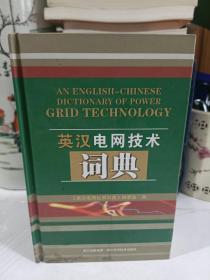 AN ENGLISH-CHINESE
DICTIONARY OF POWER
GRID TECHNOLOGY
英汉电网技术
词典